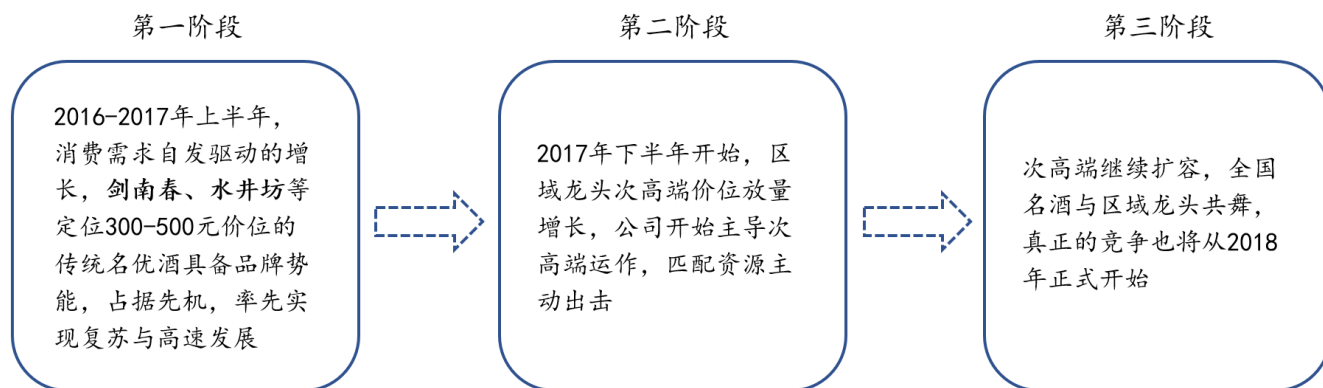 第一阶段
2016-2017年上半年，
消费需求自发驱动的增
长，剑南春、水井坊等
定位300-500元价位的
传统名优酒具备品牌势
能，占据先机，率先实
现复苏与高速发展
第二阶段
2017年下半年开始，区
域龙头次高端价位放量
增长，公司开始主导次
高端运作，匹配资源主
动出击
第三阶段
次高端继续扩容，全国
名酒与区域龙头共舞，
真正的竞争也将从2018
年正式开始